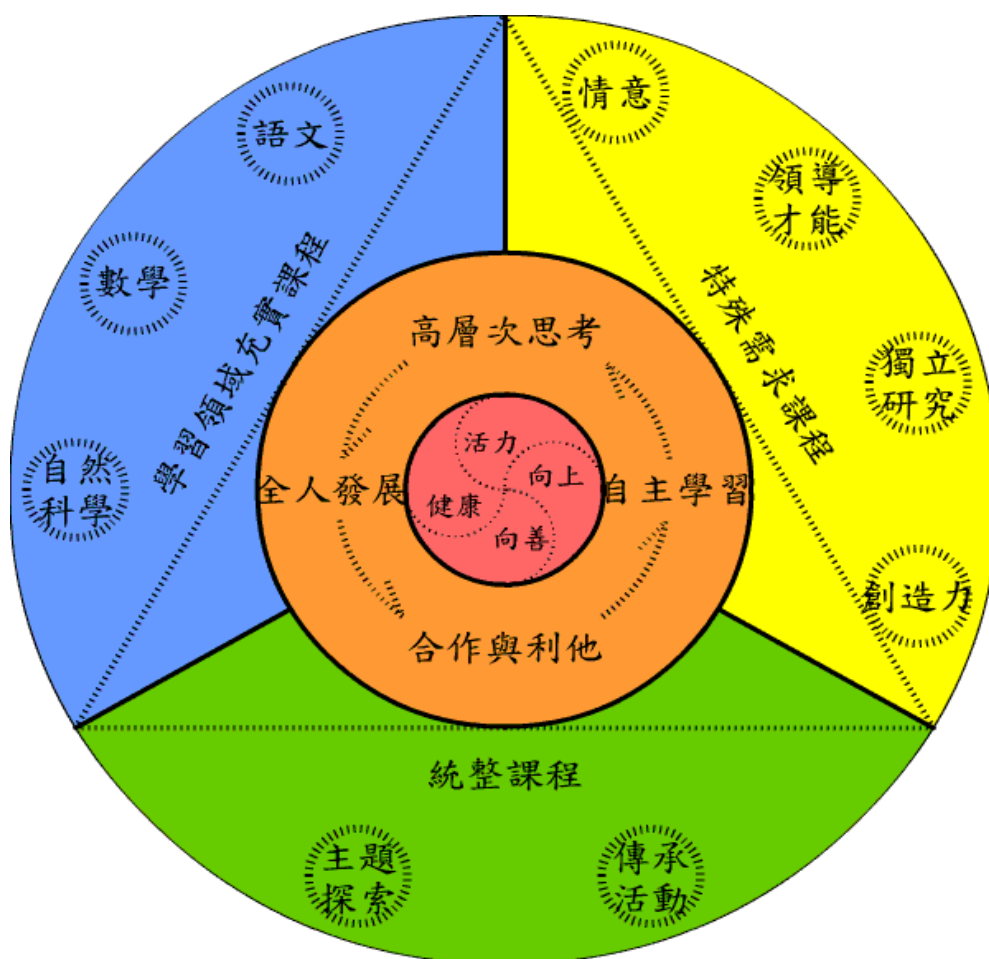 情意
語文
領導
才能
數學
學習領域充實課程
特殊需求課程
高層次思考
獨立
研究
活力
向上
自然
科學
全人發展
健康
自主學習
向善
創造力
合作與利他
統整課程
主題
探索
傳承
活動